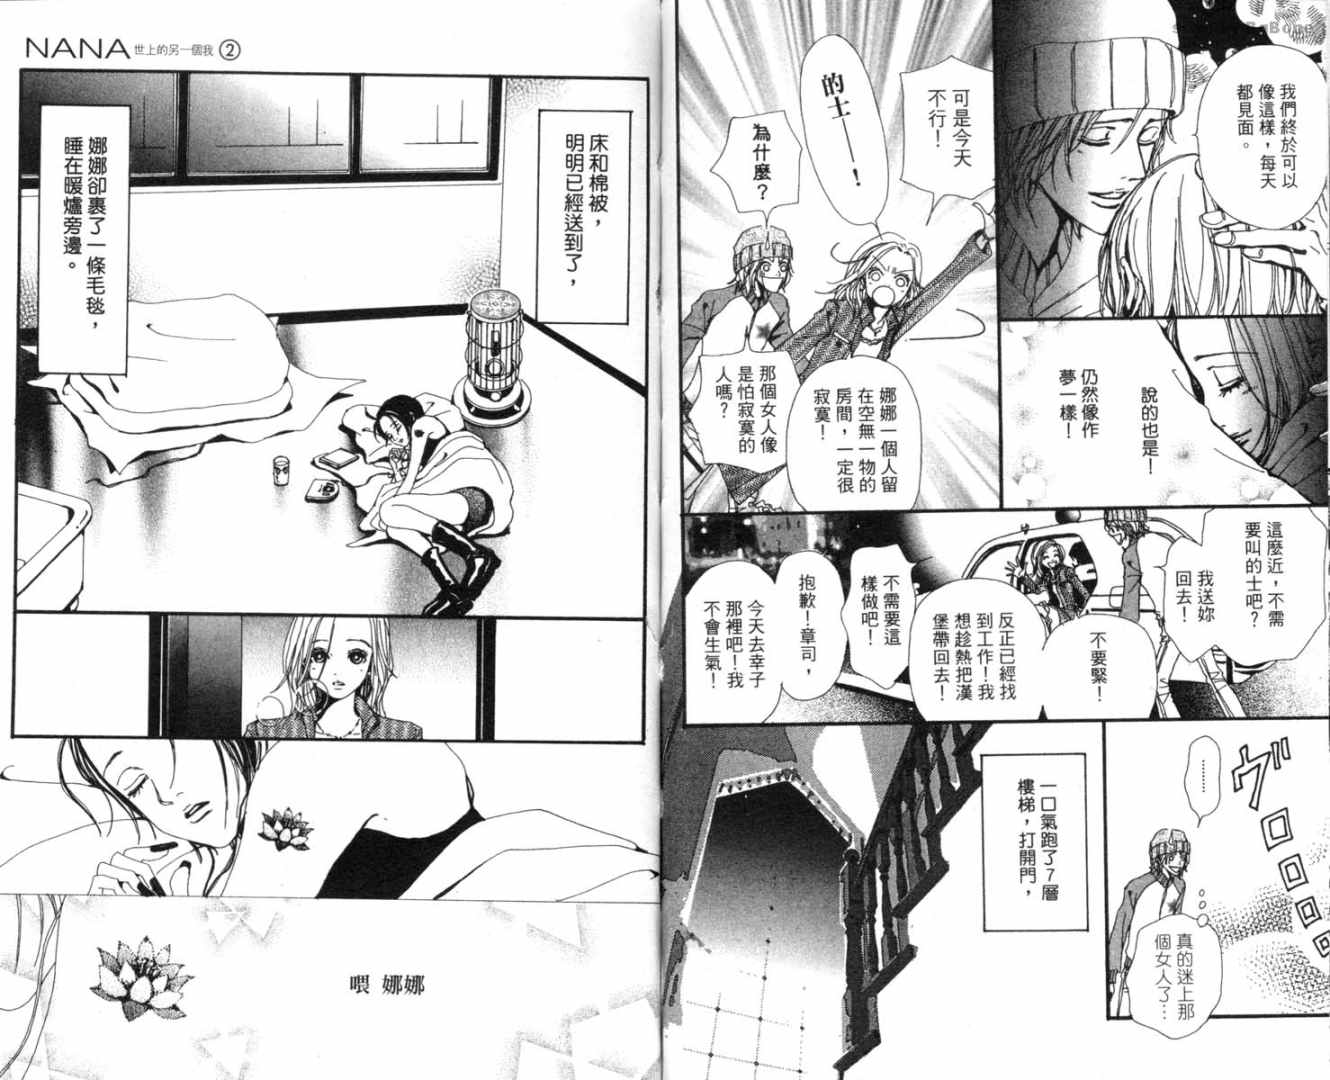 我們終於可以
像這樣，每天
都見面。
說的也是！
仍然像作
夢一樣！
可是今天
不行！
的士——！
為什麼？
娜娜一個人留
在空無一物的
房間，一定很
寂寞！
那個女人像
是怕寂寞的
人嗎？
這麼近，不需
要叫的士吧？
我送妳
回去！
不要緊！
反正已經找
到工作！我
想趁熱把漢
堡帶回去！
不需要這
樣做吧！
抱歉！章司，
今天去幸子
那裡吧！我
不會生氣！
ヴロロロロ
………
真的迷上那
個女人了…
一口氣跑了7層
樓梯，打開門，
NANA 世上的另一個我 ②
床和棉被，
明明已經送到了，
娜娜卻裹了一條毛毯，
睡在暖爐旁邊。
喂 娜娜